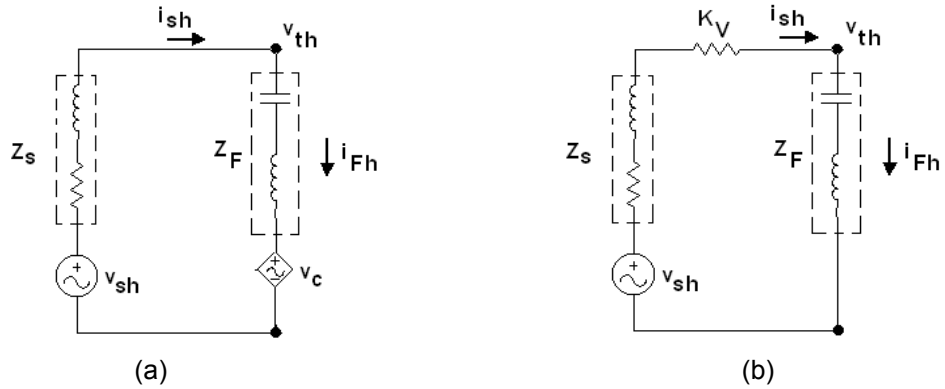 i_sh
v_th
Z_s
Z_F
i_Fh
v_sh
v_c
(a)
K_V
i_sh
v_th
Z_s
Z_F
i_Fh
v_sh
(b)